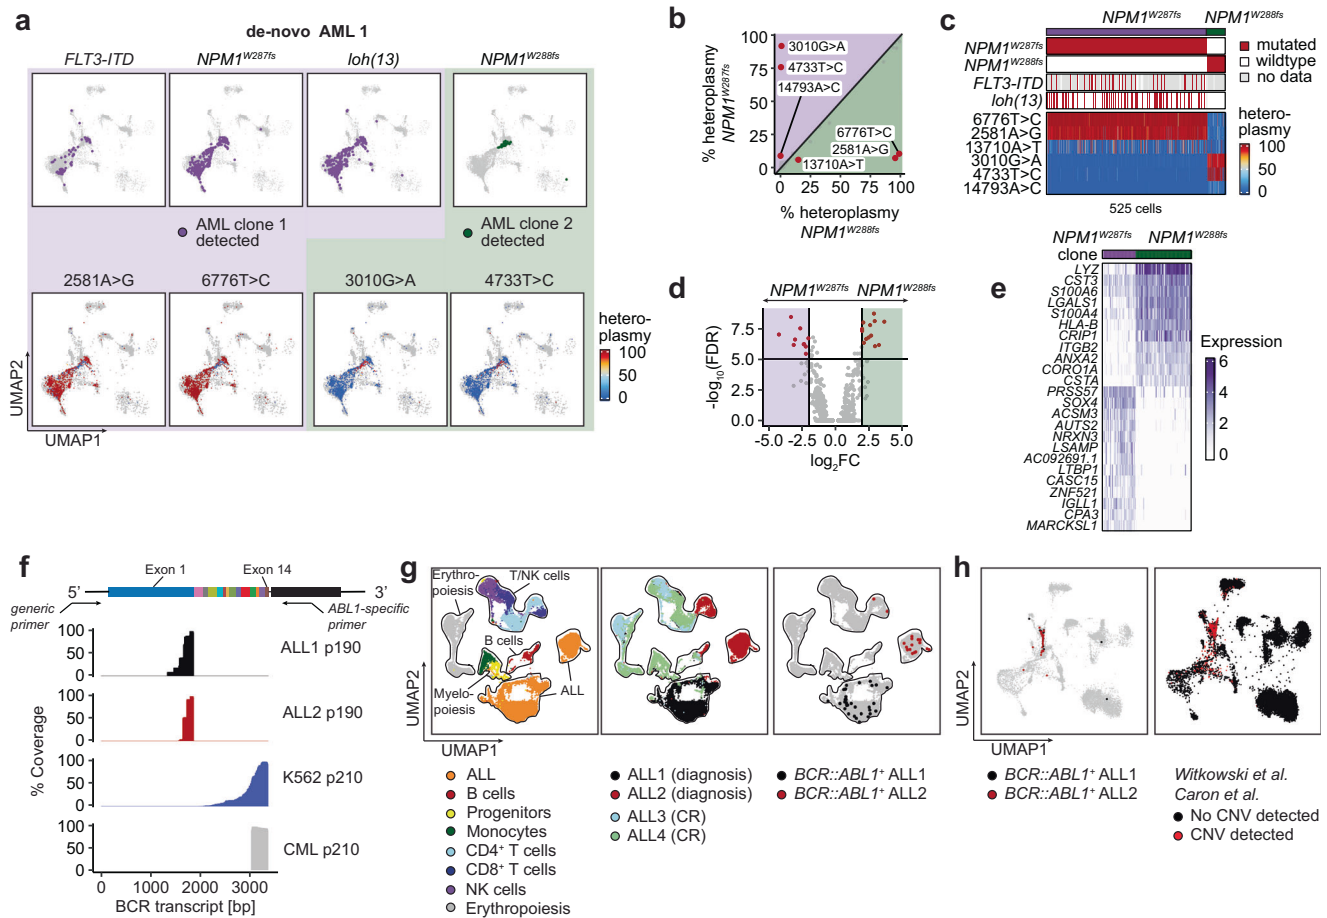 a
de-novo AML 1
FLT3-ITD
NPM1W287fs
loh(13)
NPM1W288fs
AML clone 1
detected
AML clone 2
detected
2581A>G
6776T>C
3010G>A
4733T>C
hetero-
plasmy
100
50
0
UMAP2
UMAP1
b
% heteroplasmy
NPM1W287fs
100
75
50
25
0
3010G>A
4733T>C
14793A>C
6776T>C
2581A>G
13710A>T
0 25 50 75 100
% heteroplasmy
NPM1W288fs
c
NPM1W287fs
NPM1W288fs
NPM1W287fs
NPM1W288fs
FLT3-ITD
loh(13)
6776T>C
2581A>G
13710A>T
3010G>A
4733T>C
14793A>C
525 cells
mutated
wildtype
no data
hetero-
plasmy
100
50
0
d
NPM1W287fs
NPM1W288fs
-log10(FDR)
7.5
5.0
2.5
0.0
-5.0 -2.5 0.0 2.5 5.0
log2FC
e
NPM1W287fs
NPM1W288fs
clone
LYZ
CST3
S100A6
LGALS1
S100A4
HLA-B
CRIP1
ITGB2
ANXA2
CORO1A
CSTA
PRSS57
SOX4
ACSM3
AUTS2
NRXN3
LSAMP
AC092691.1
LTBP1
CASC15
ZNF521
IGLL1
CPA3
MARCKSL1
Expression
6
4
2
0
f
Exon 1
Exon 14
5'
3'
generic
primer
ABL1-specific
primer
% Coverage
100
50
0
ALL1 p190
100
50
0
ALL2 p190
100
50
0
K562 p210
100
50
0
CML p210
0 1000 2000 3000
BCR transcript [bp]
g
Erythro-
poiesis
T/NK cells
B cells
Myelo-
poiesis
ALL
UMAP2
UMAP1
ALL
B cells
Progenitors
Monocytes
CD4+ T cells
CD8+ T cells
NK cells
Erythropoiesis
ALL1 (diagnosis)
ALL2 (diagnosis)
ALL3 (CR)
ALL4 (CR)
BCR::ABL1+ ALL1
BCR::ABL1+ ALL2
h
UMAP2
UMAP1
BCR::ABL1+ ALL1
BCR::ABL1+ ALL2
Witkowski et al.
Caron et al.
No CNV detected
CNV detected